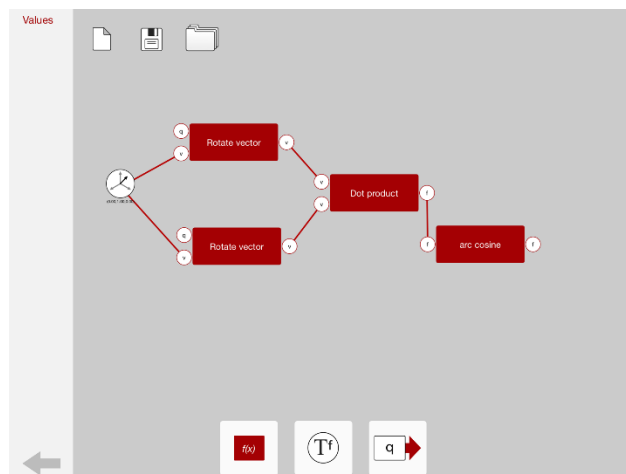 Values
q
Rotate vector
v
v
v
Dot product
f
v
q
Rotate vector
v
v
f
arc cosine
f
f(x)
Tf
q